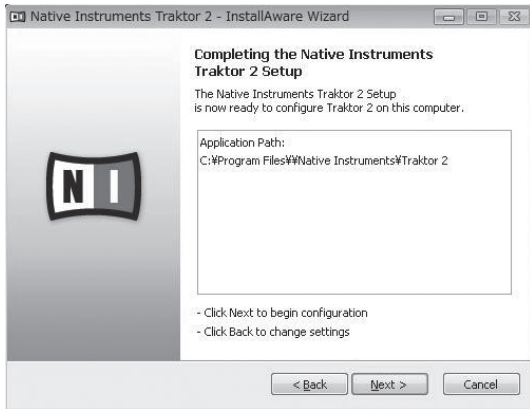 Native Instruments Traktor 2 - InstallAware Wizard
Completing the Native Instruments
Traktor 2 Setup
The Native Instruments Traktor 2 Setup
is now ready to configure Traktor 2 on this computer.
Application Path:
C:¥Program Files¥¥Native Instruments¥Traktor 2
N I
- Click Next to begin configuration
- Click Back to change settings
< Back
Next >
Cancel